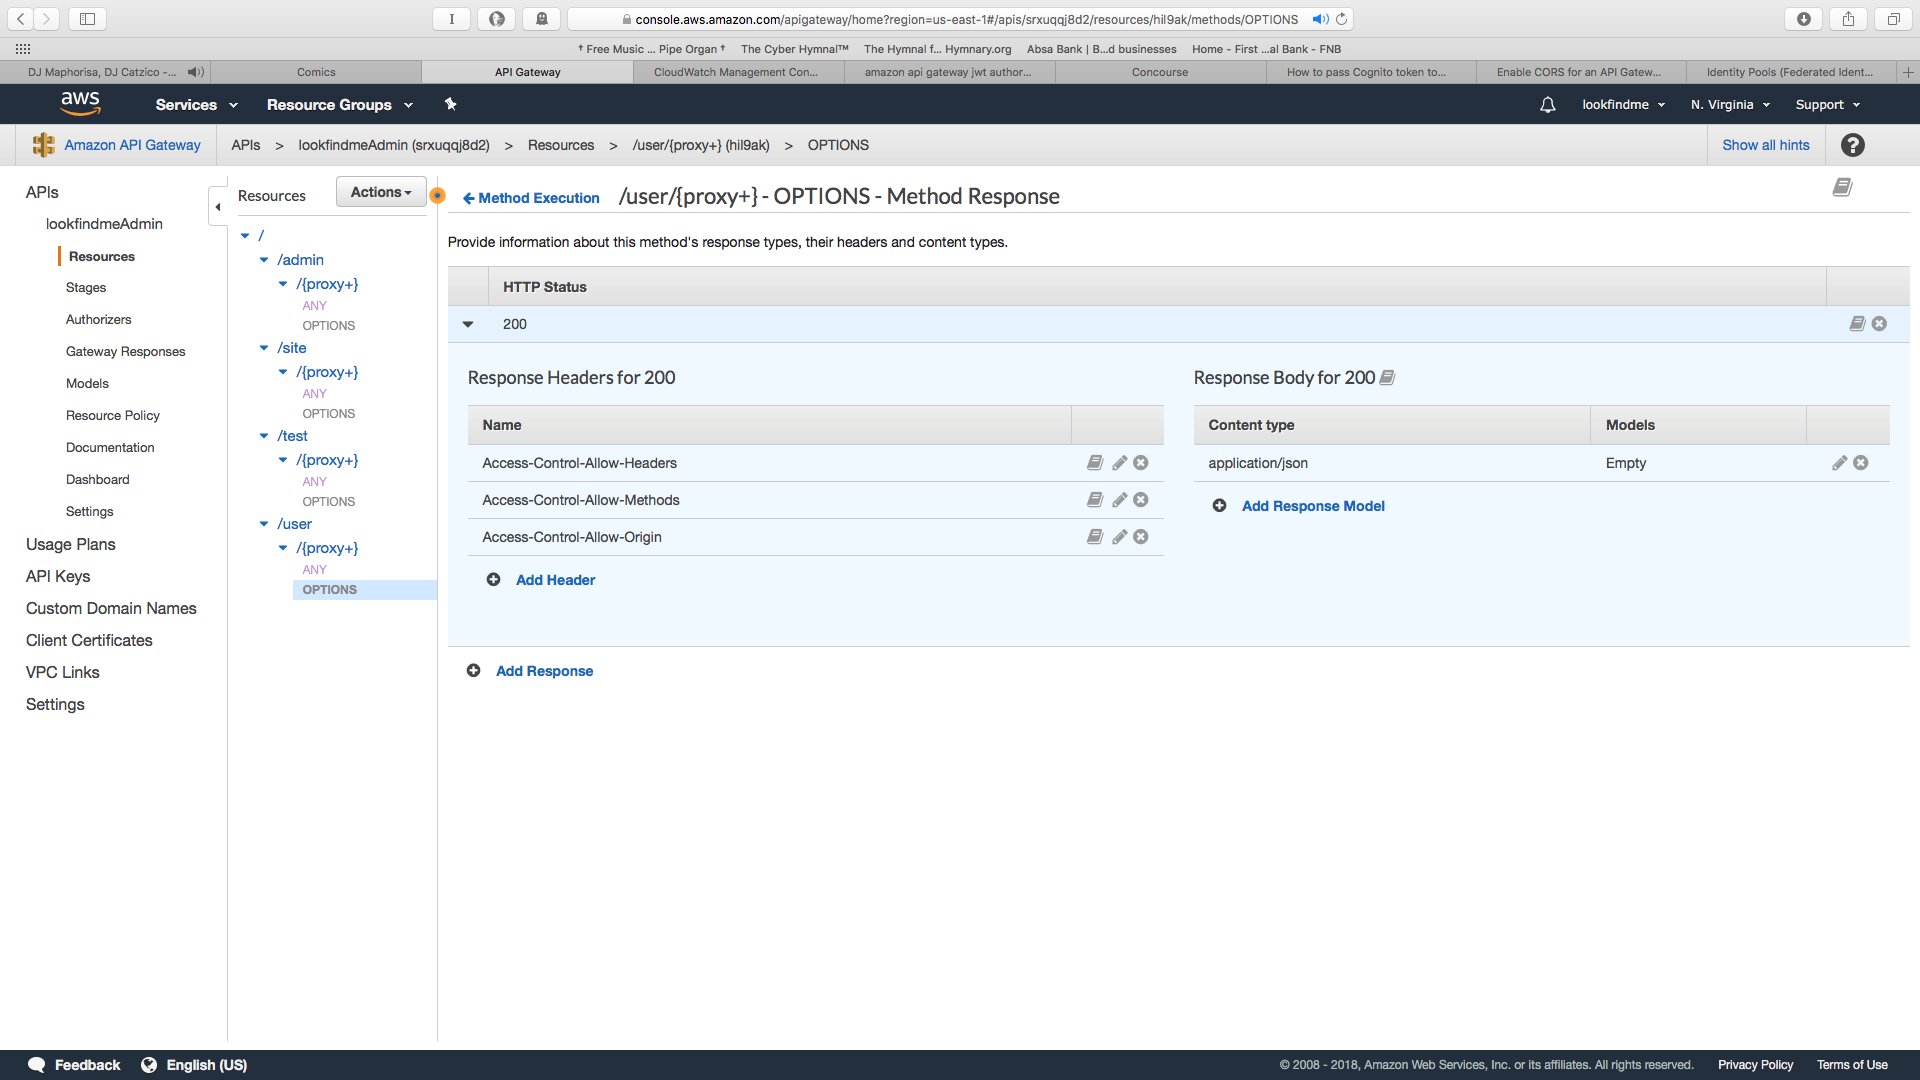 I
console.aws.amazon.com/apigateway/home?region=us-east-1#/apis/srxuqqj8d2/resources/hil9ak/methods/OPTIONS
† Free Music ... Pipe Organ † The Cyber Hymnal™ The Hymnal f... Hymnary.org Absa Bank | B...d businesses Home - First ...al Bank - FNB
DJ Maphorisa, DJ Catzico -... Comics API Gateway CloudWatch Management Con... amazon api gateway jwt author... Concourse How to pass Cognito token to... Enable CORS for an API Gatew... Identity Pools (Federated Ident...
aws Services Resource Groups lookfindme N. Virginia Support
Amazon API Gateway APIs > lookfindmeAdmin (srxuqqj8d2) > Resources > /user/{proxy+} (hil9ak) > OPTIONS Show all hints ?
APIs
lookfindmeAdmin
Resources
Stages
Authorizers
Gateway Responses
Models
Resource Policy
Documentation
Dashboard
Settings
Usage Plans
API Keys
Custom Domain Names
Client Certificates
VPC Links
Settings
Resources Actions
/
/admin
/{proxy+}
ANY
OPTIONS
/site
/{proxy+}
ANY
OPTIONS
/test
/{proxy+}
ANY
OPTIONS
/user
/{proxy+}
ANY
OPTIONS
Method Execution /user/{proxy+} - OPTIONS - Method Response
Provide information about this method's response types, their headers and content types.
HTTP Status
200
Response Headers for 200
Name
Access-Control-Allow-Headers
Access-Control-Allow-Methods
Access-Control-Allow-Origin
Add Header
Response Body for 200
Content type Models
application/json Empty
Add Response Model
Add Response
Feedback English (US) © 2008 - 2018, Amazon Web Services, Inc. or its affiliates. All rights reserved. Privacy Policy Terms of Use